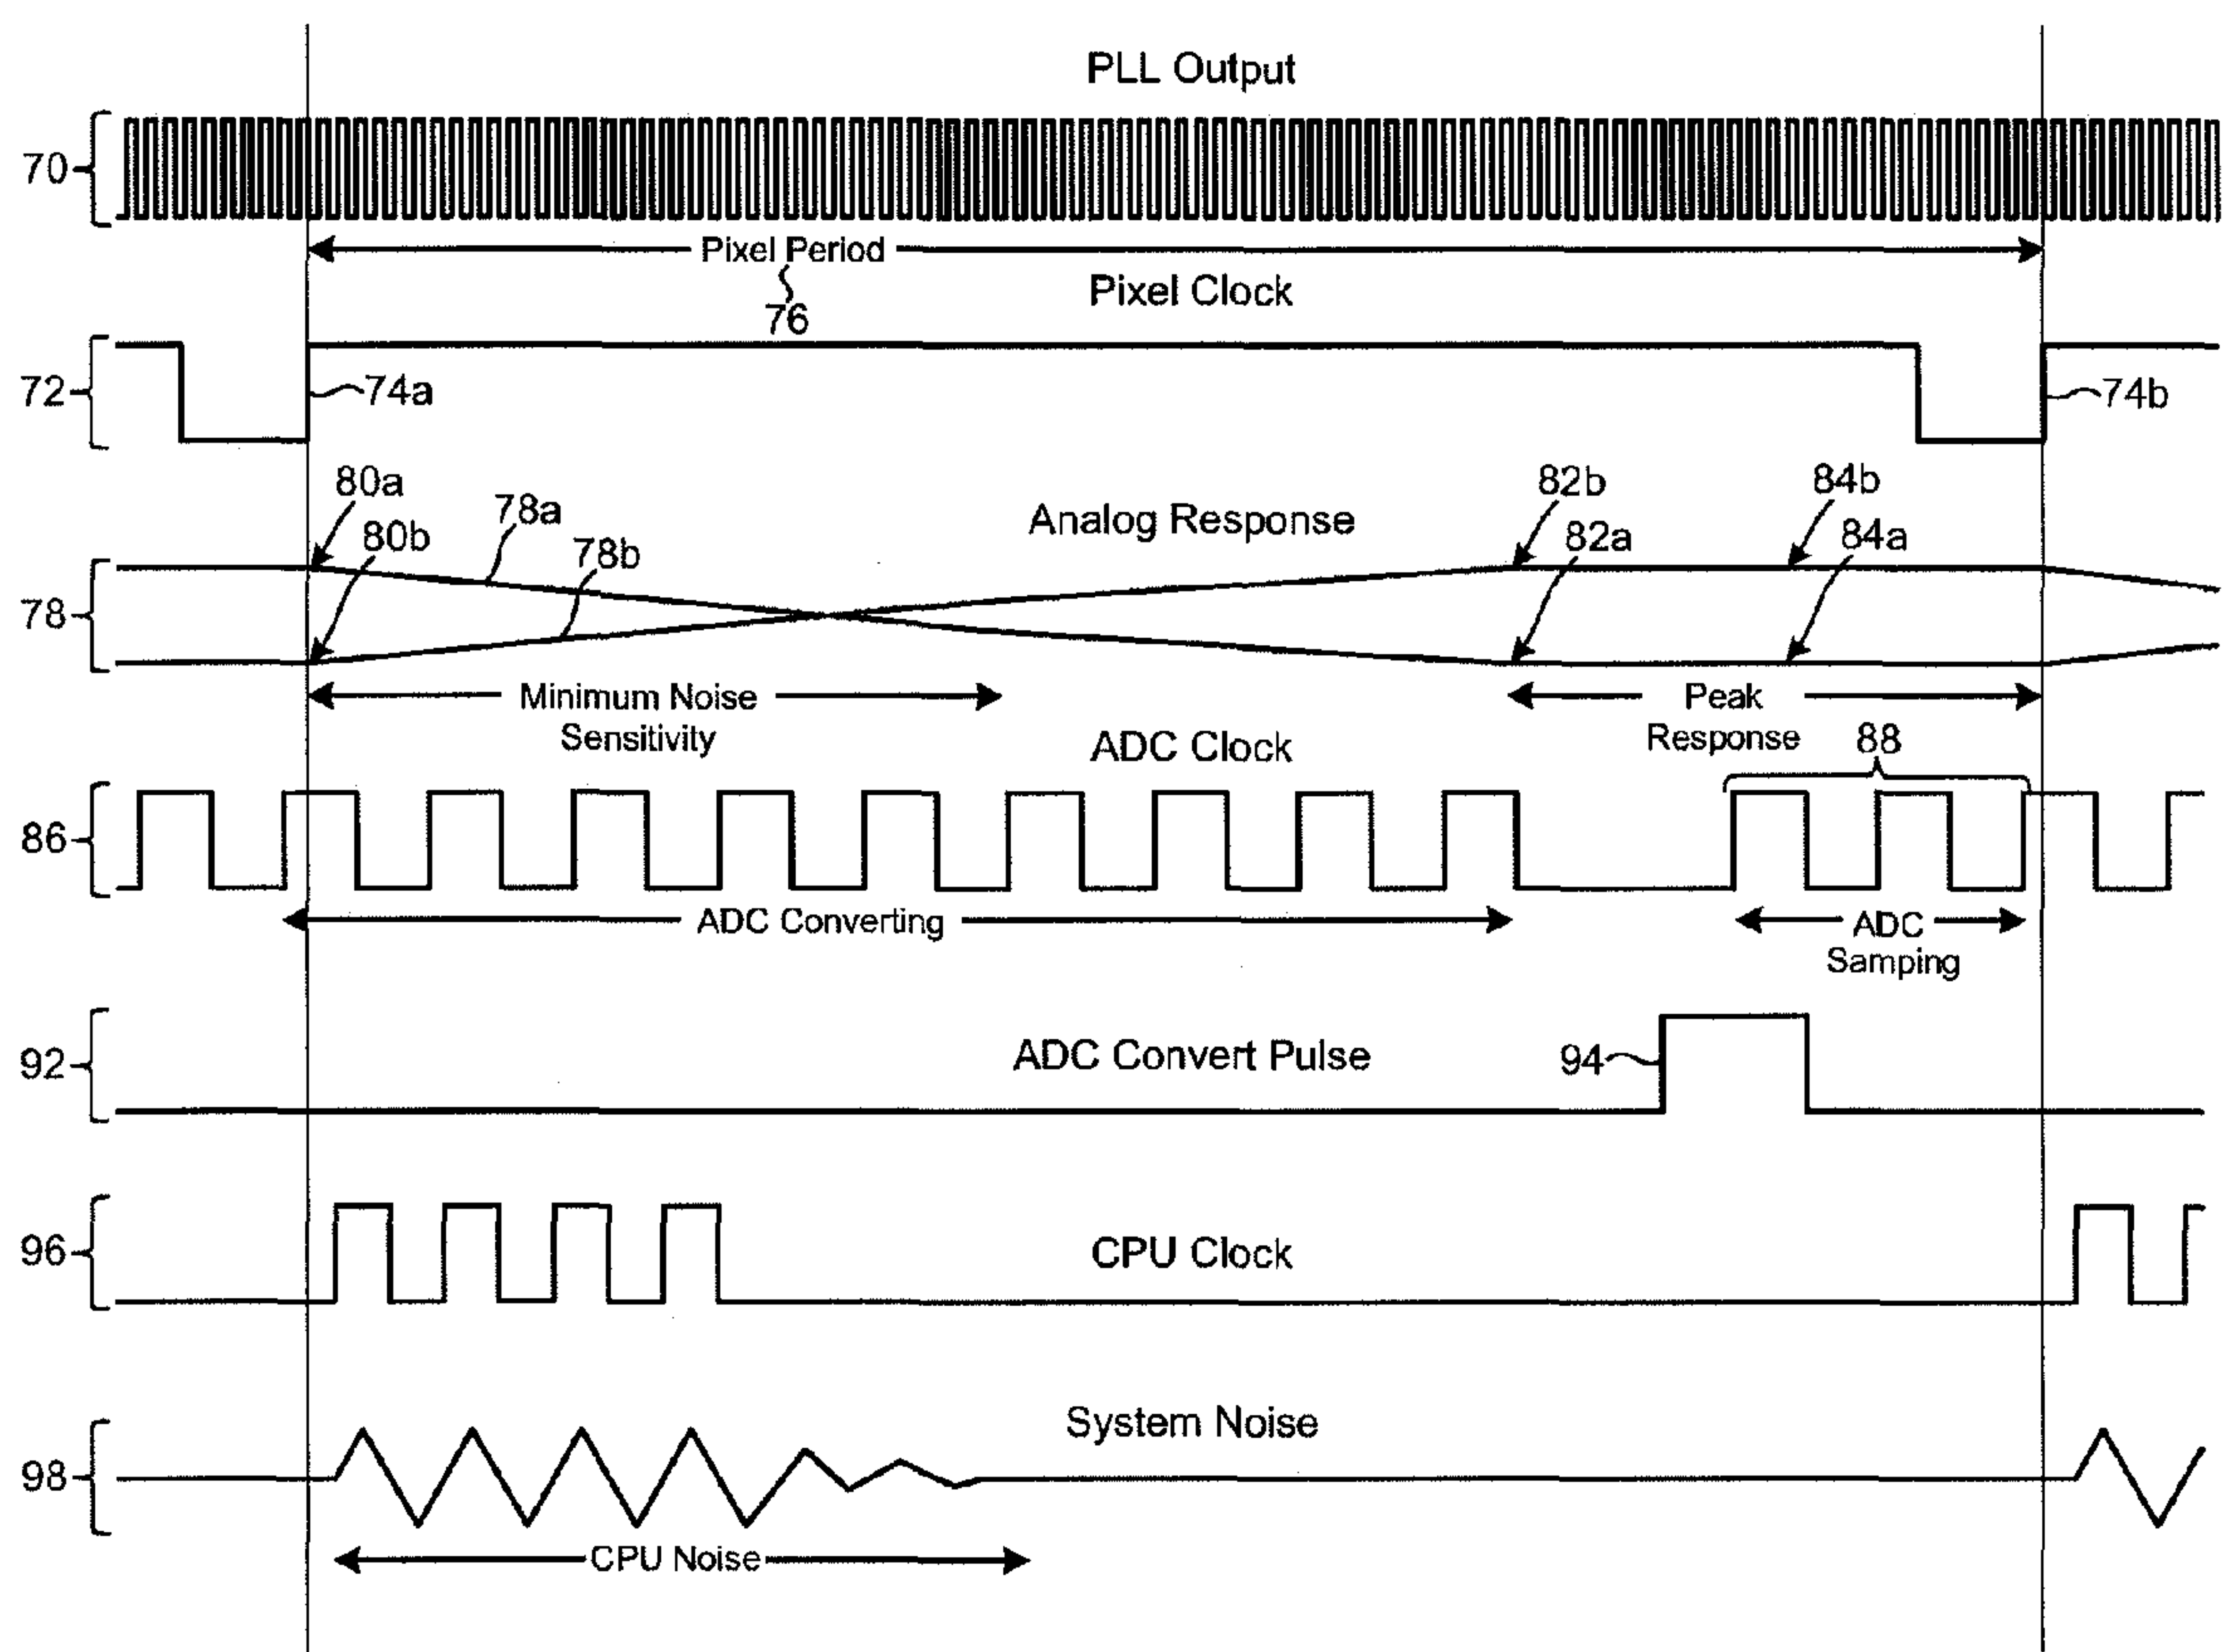 PLL Output
70
Pixel Period
76
Pixel Clock
72
74a
74b
80a
80b
78a
78b
Analog Response
82b
82a
84b
84a
78
Minimum Noise
Sensitivity
Peak
Response
88
ADC Clock
86
ADC Converting
ADC
Samping
92
ADC Convert Pulse
94
96
CPU Clock
System Noise
98
CPU Noise